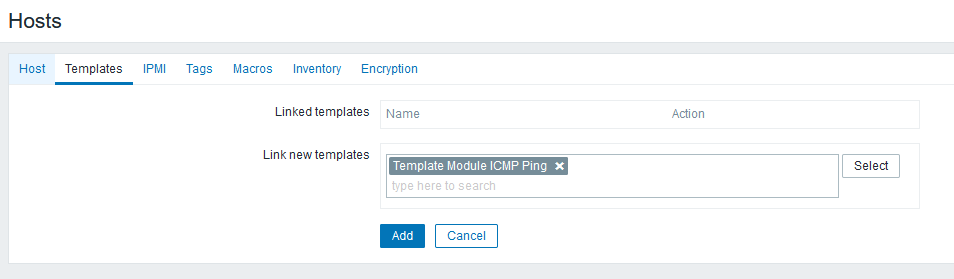 Hosts
Host Templates IPMI Tags Macros Inventory Encryption
Linked templates Name Action
Link new templates
Template Module ICMP Ping ✖ Select
type here to search
Add Cancel